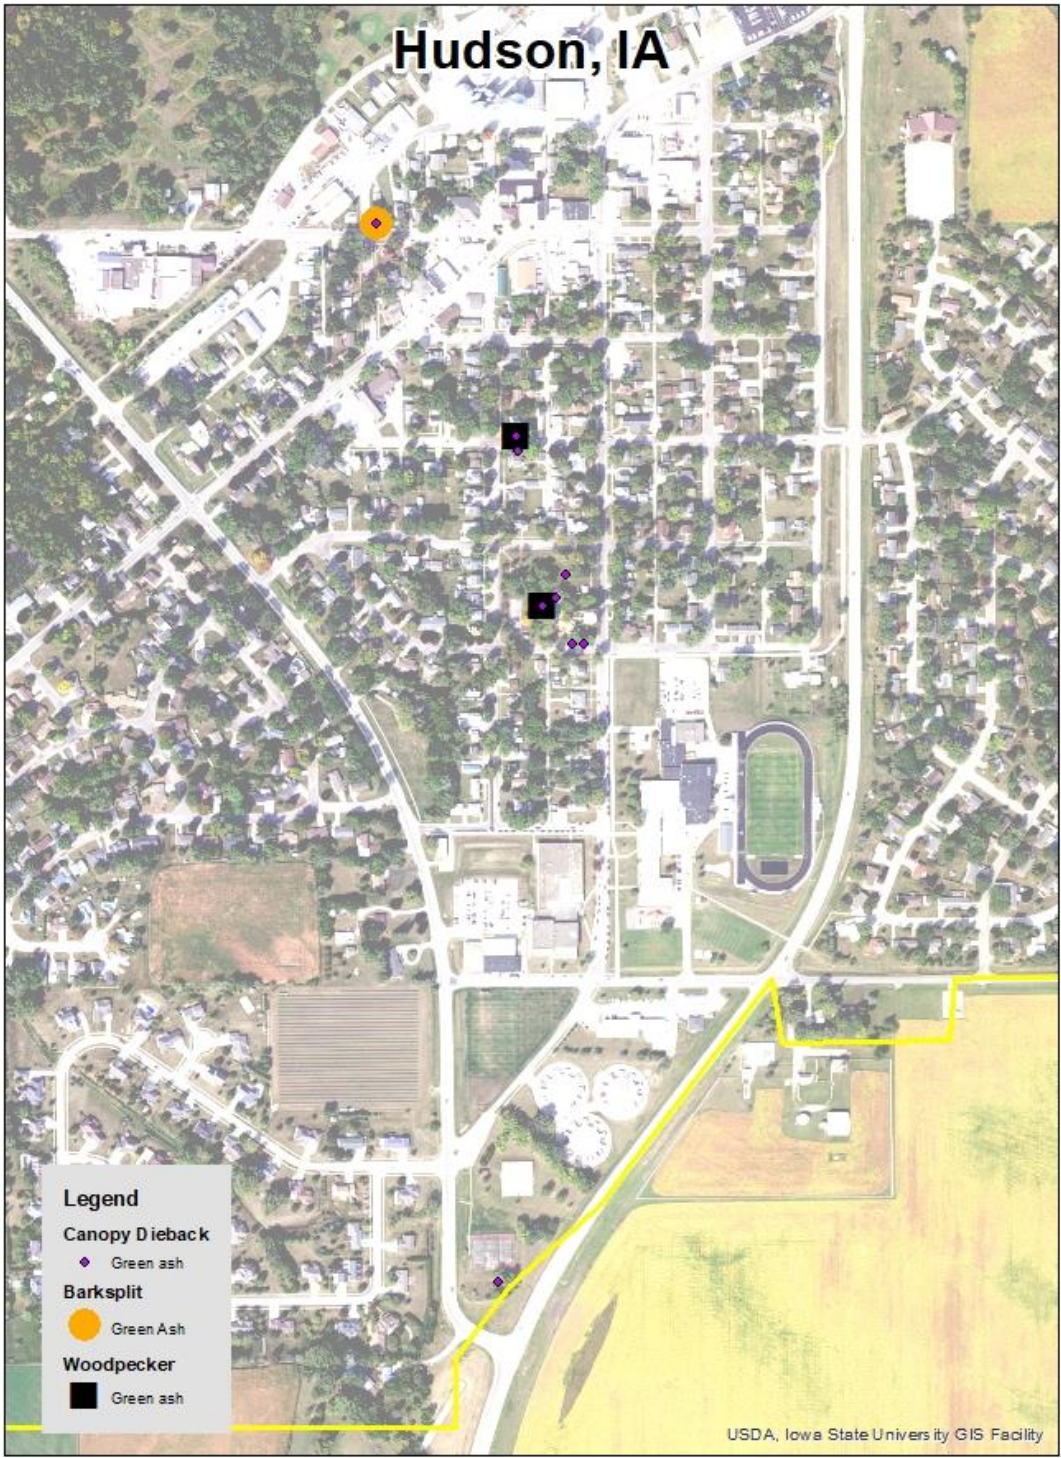 Hudson, IA
Legend
Canopy Dieback
Green ash
Barksplit
Green Ash
Woodpecker
Green ash
USDA, Iowa State University GIS Facility